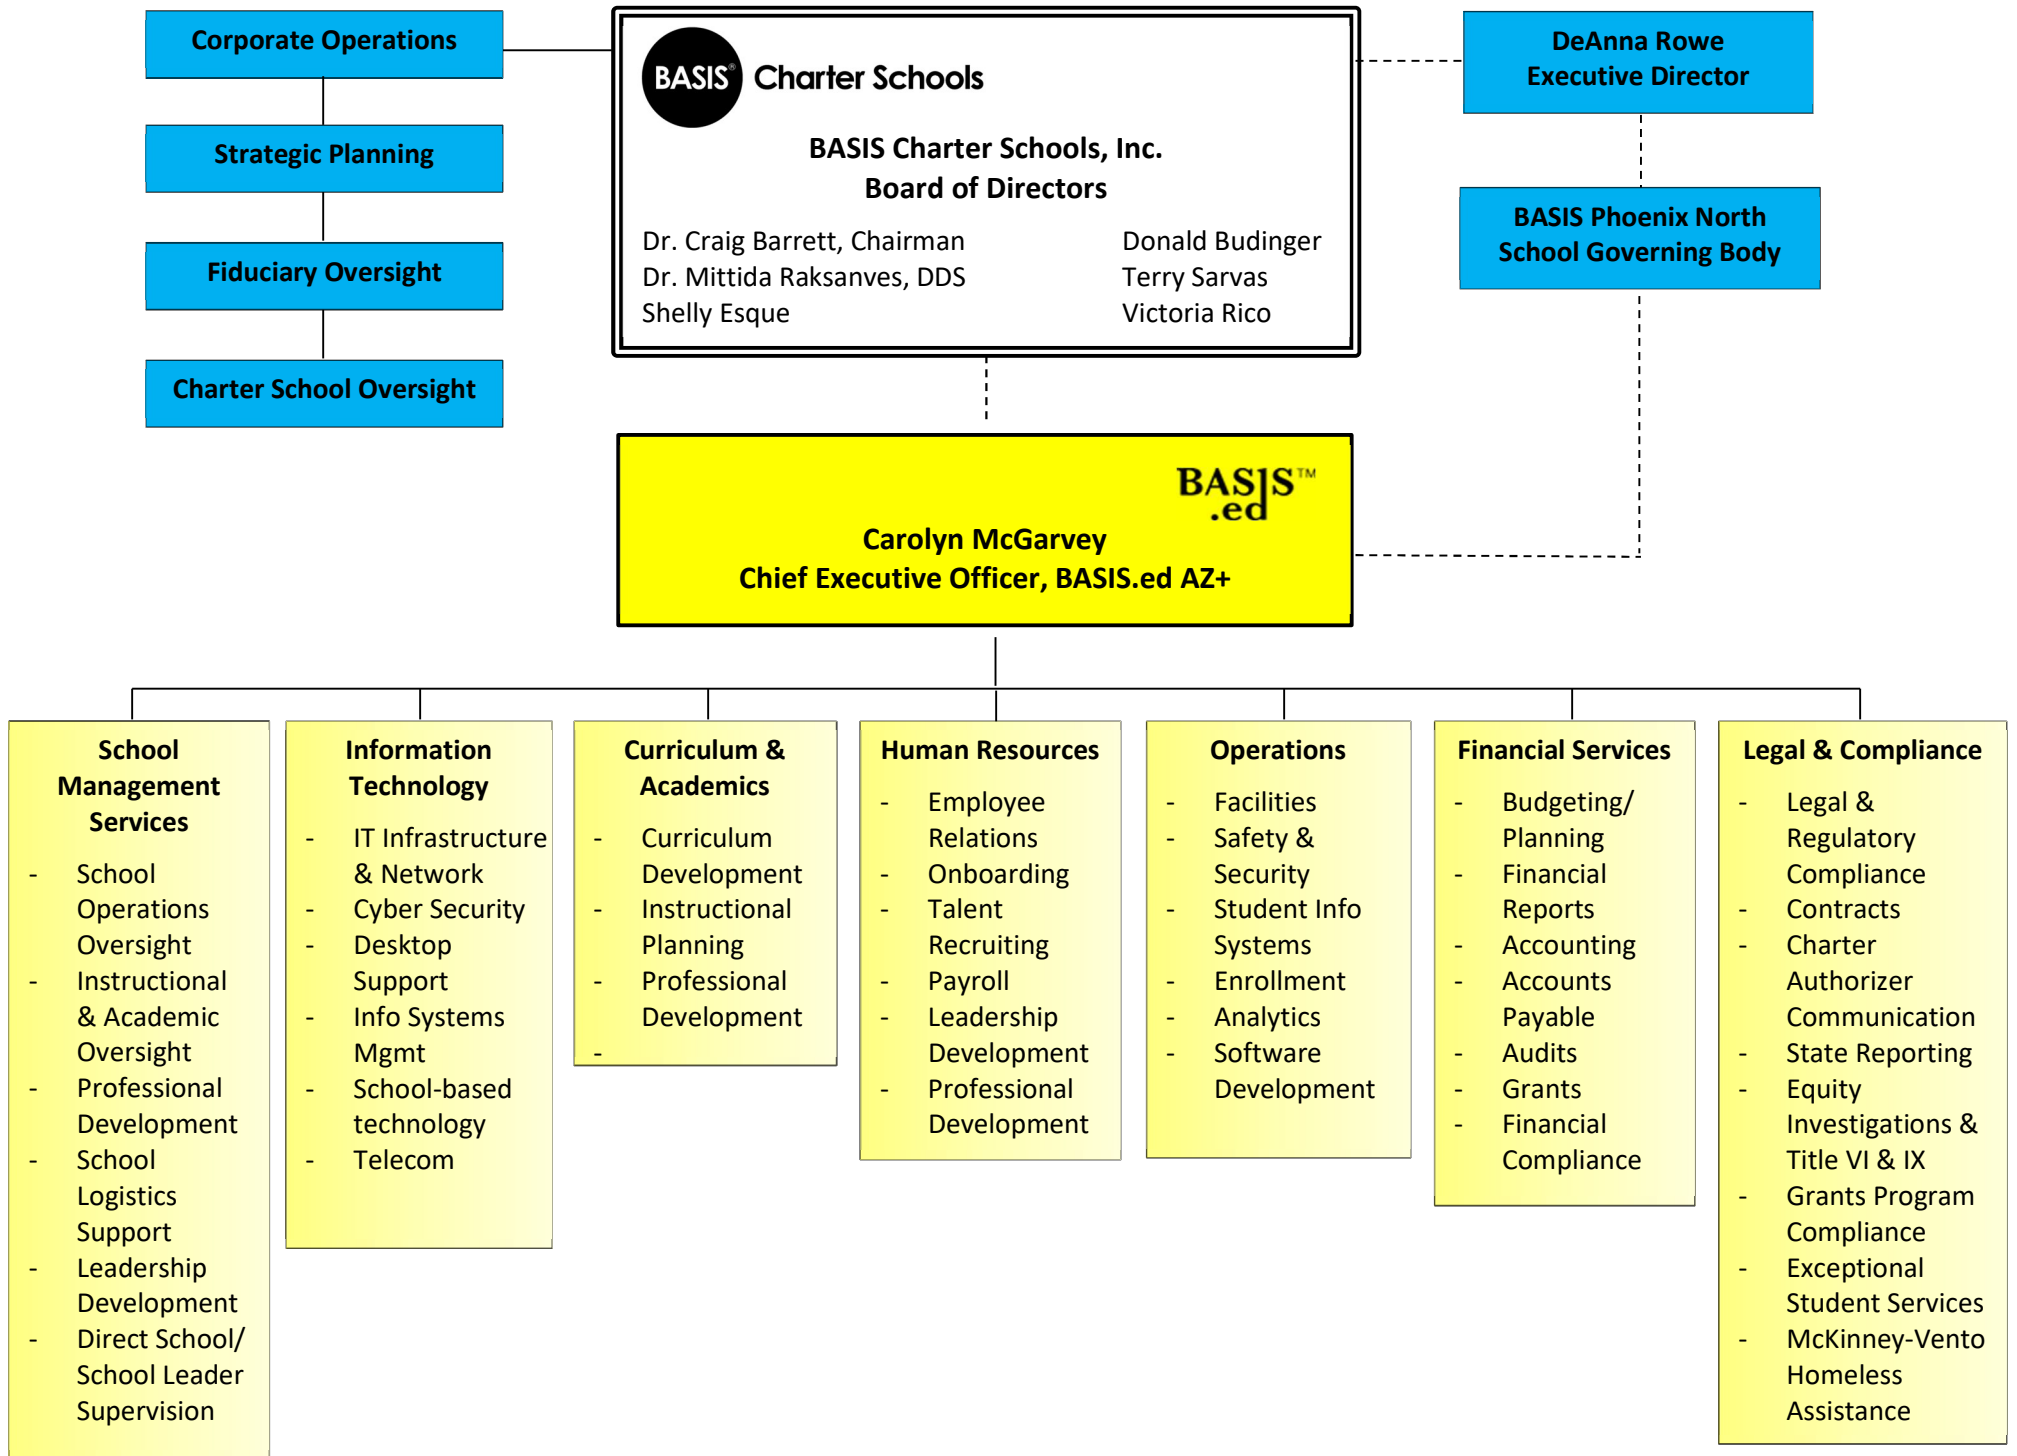 Corporate Operations
Strategic Planning
Fiduciary Oversight
Charter School Oversight
BASIS® Charter Schools
BASIS Charter Schools, Inc.
Board of Directors
Dr. Craig Barrett, Chairman
Dr. Mittida Raksanves, DDS
Shelly Esque
Donald Budinger
Terry Sarvas
Victoria Rico
DeAnna Rowe
Executive Director
BASIS Phoenix North
School Governing Body
BASIS™
.ed
Carolyn McGarvey
Chief Executive Officer, BASIS.ed AZ+
School
Management
Services
- School
Operations
Oversight
- Instructional
& Academic
Oversight
- Professional
Development
- School
Logistics
Support
- Leadership
Development
- Direct School/
School Leader
Supervision
Information
Technology
- IT Infrastructure
& Network
- Cyber Security
- Desktop
Support
- Info Systems
Mgmt
- School-based
technology
- Telecom
Curriculum &
Academics
- Curriculum
Development
- Instructional
Planning
- Professional
Development
-
Human Resources
- Employee
Relations
- Onboarding
- Talent
Recruiting
- Payroll
- Leadership
Development
- Professional
Development
Operations
- Facilities
- Safety &
Security
- Student Info
Systems
- Enrollment
- Analytics
- Software
Development
Financial Services
- Budgeting/
Planning
- Financial
Reports
- Accounting
- Accounts
Payable
- Audits
- Grants
- Financial
Compliance
Legal & Compliance
- Legal &
Regulatory
Compliance
- Contracts
- Charter
Authorizer
Communication
- State Reporting
- Equity
Investigations &
Title VI & IX
- Grants Program
Compliance
- Exceptional
Student Services
- McKinney-Vento
Homeless
Assistance